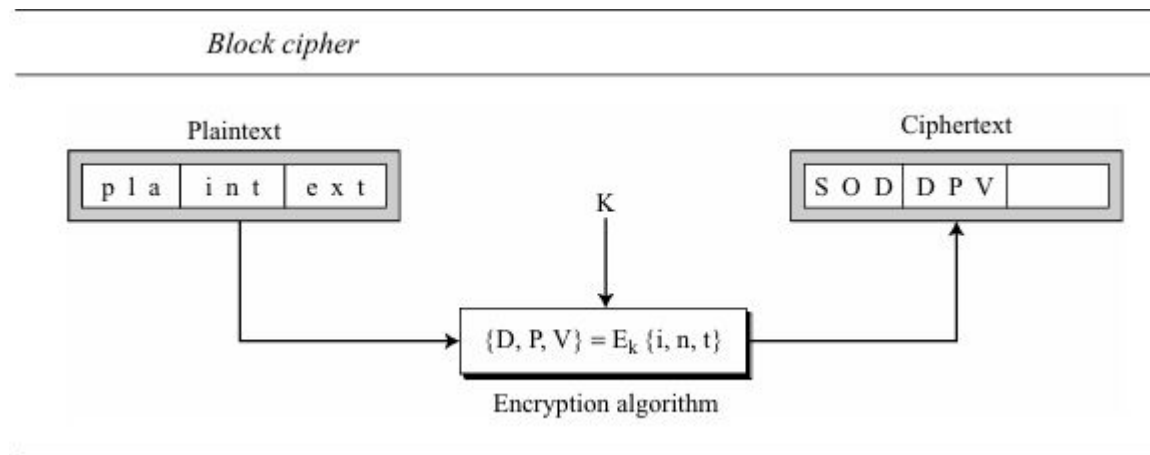 Block cipher
Plaintext
Ciphertext
p l a i n t e x t
S O D D P V
K
{D, P, V} = Eₖ {i, n, t}
Encryption algorithm